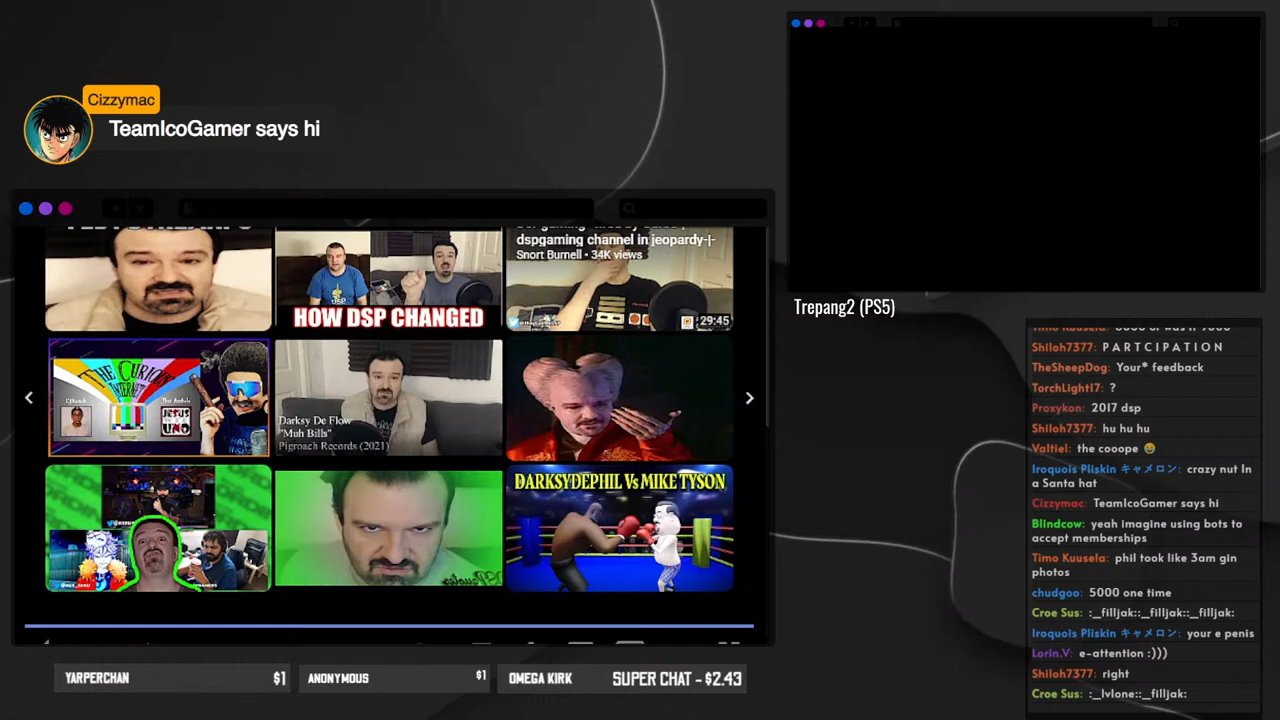 Cizzymac
TeamIcoGamer says hi
dspgaming channel in jeopardy-|-
Snort Burnell • 34K views
HOW DSP CHANGED
29:45
THE CURIOUS
INTERNET
Darksy De Flow
"Muh Bills"
Pigroach Records (2021)
DARKSYDEPHIL Vs MIKE TYSON
YARPERCHAN $1
ANONYMOUS $1
OMEGA KIRK SUPER CHAT - $2.43
Trepang2 (PS5)
Shiloh7377: P A R T C I P A T I O N
TheSheepDog: Your* feedback
TorchLight17: ?
Proxykon: 2017 dsp
Shiloh7377: hu hu hu
Valtiel: the cooope 😄
Iroquois Pliskin キャメロン: crazy nut In
a Santa hat
Cizzymac: TeamIcoGamer says hi
Blindcow: yeah imagine using bots to
accept memberships
Timo Kuusela: phil took like 3am gin
photos
chudgoo: 5000 one time
Croe Sus: :_filljak::_filljak::_filljak:
Iroquois Pliskin キャメロン: your e penis
Lorin.V: e-attention :)))
Shiloh7377: right
Croe Sus: :_lvlone::_filljak: